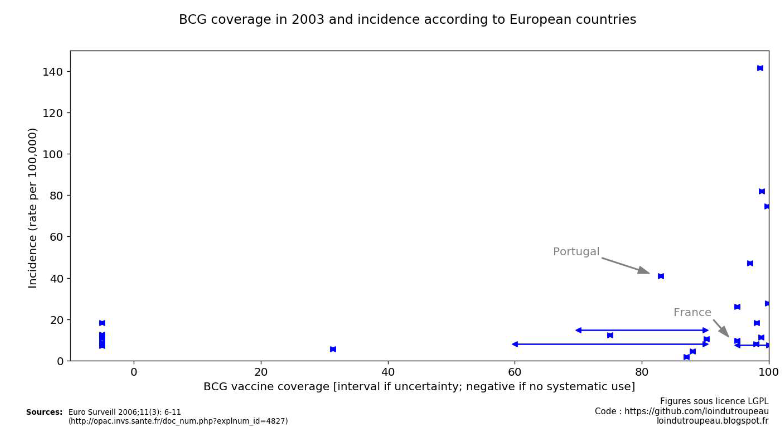 BCG coverage in 2003 and incidence according to European countries
140
120
100
80
60
40
20
0
Incidence (rate per 100,000)
Portugal
France
0
20
40
60
80
100
BCG vaccine coverage [interval if uncertainty; negative if no systematic use]
Figures sous licence LGPL
Code : https://github.com/loindutroupeau
loindutroupeau.blogspot.fr
Sources: Euro Surveill 2006;11(3): 6-11
(http://opac.invs.sante.fr/doc_num.php?explnum_id=4827)